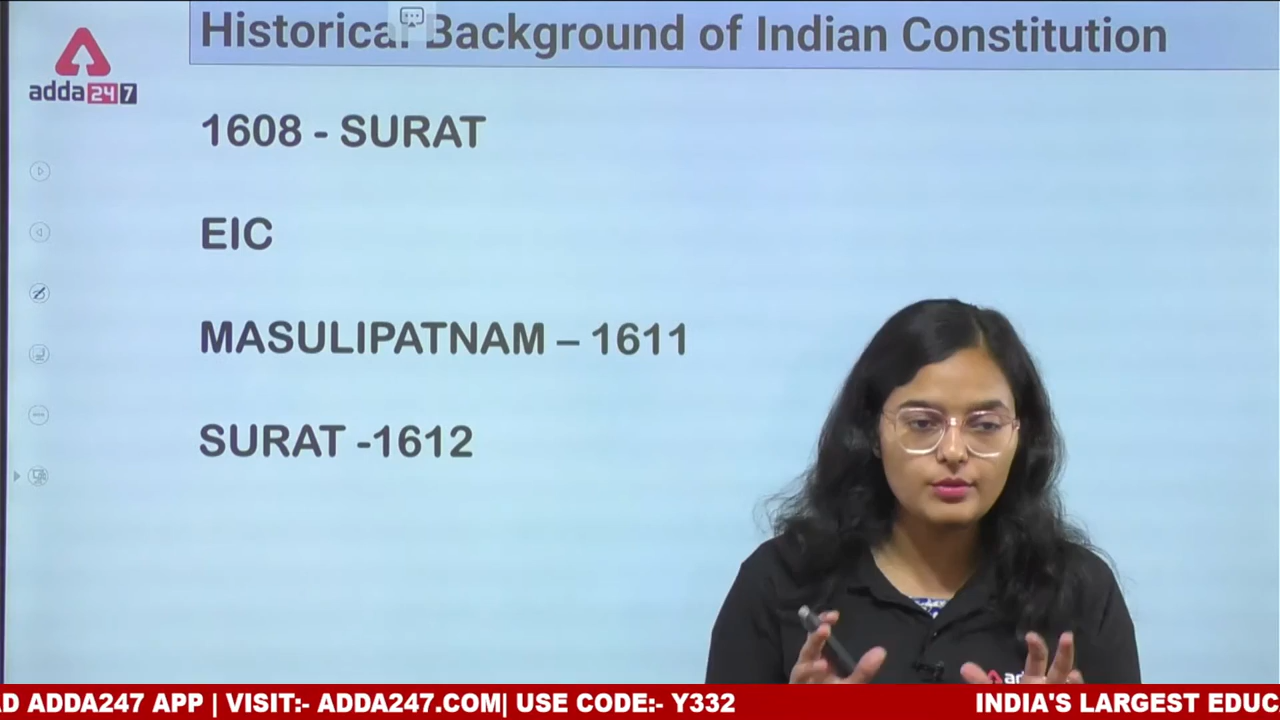 Historical Background of Indian Constitution
adda247
1608 - SURAT
EIC
MASULIPATNAM – 1611
SURAT -1612
AD ADDA247 APP | VISIT:- ADDA247.COM| USE CODE:- Y332
INDIA'S LARGEST EDUC